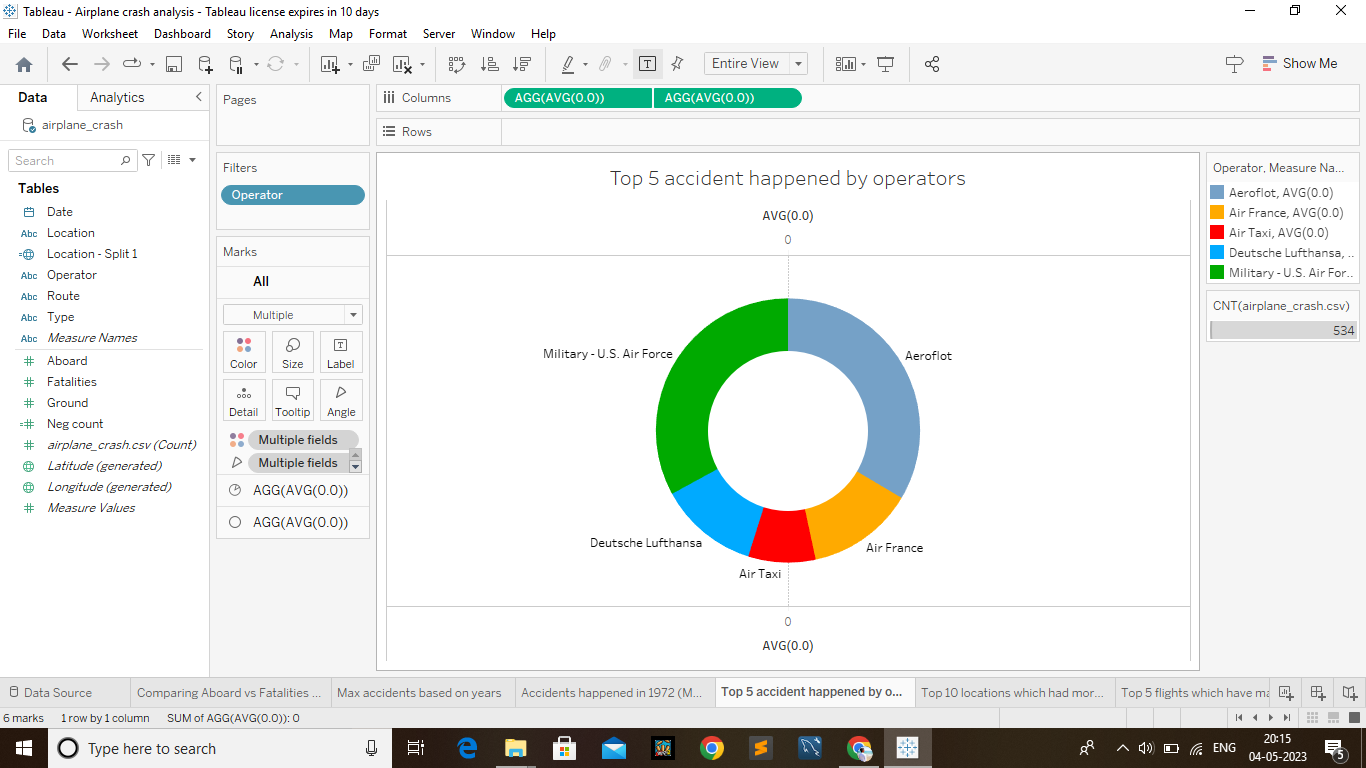 Tableau - Airplane crash analysis - Tableau license expires in 10 days
File Data Worksheet Dashboard Story Analysis Map Format Server Window Help
Entire View
Show Me
Data Analytics
airplane_crash
Search
Tables
Date
Abc Location
Location - Split 1
Abc Operator
Abc Route
Abc Type
Abc Measure Names
Aboard
Fatalities
Ground
Neg count
airplane_crash.csv (Count)
Latitude (generated)
Longitude (generated)
Measure Values
Pages
Filters
Operator
Marks
All
Multiple
Color Size Label
Detail Tooltip Angle
Multiple fields
Multiple fields
AGG(AVG(0.0))
AGG(AVG(0.0))
Columns AGG(AVG(0.0)) AGG(AVG(0.0))
Rows
Top 5 accident happened by operators
AVG(0.0)
0
Military - U.S. Air Force
Aeroflot
Deutsche Lufthansa
Air France
Air Taxi
0
AVG(0.0)
Operator, Measure Na...
Aeroflot, AVG(0.0)
Air France, AVG(0.0)
Air Taxi, AVG(0.0)
Deutsche Lufthansa, ..
Military - U.S. Air For..
CNT(airplane_crash.csv)
534
Data Source Comparing Aboard vs Fatalities ... Max accidents based on years Accidents happened in 1972 (M... Top 5 accident happened by o... Top 10 locations which had mor... Top 5 flights which have ma
6 marks 1 row by 1 column SUM of AGG(AVG(0.0)): 0
Type here to search
ENG
20:15
04-05-2023
5